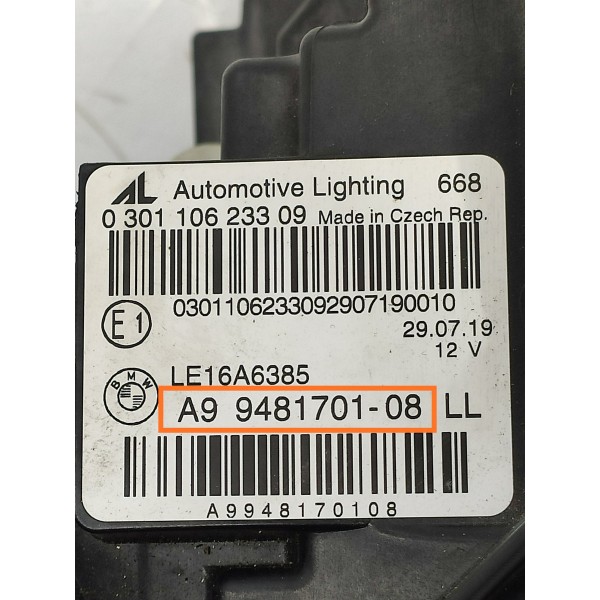 AL Automotive Lighting 668
0 301 106 233 09 Made in Czech Rep.
0301106233092907190010
E1
29.07.19
12 V
LE16A6385
BMW
A9 9481701-08 LL
A9948170108